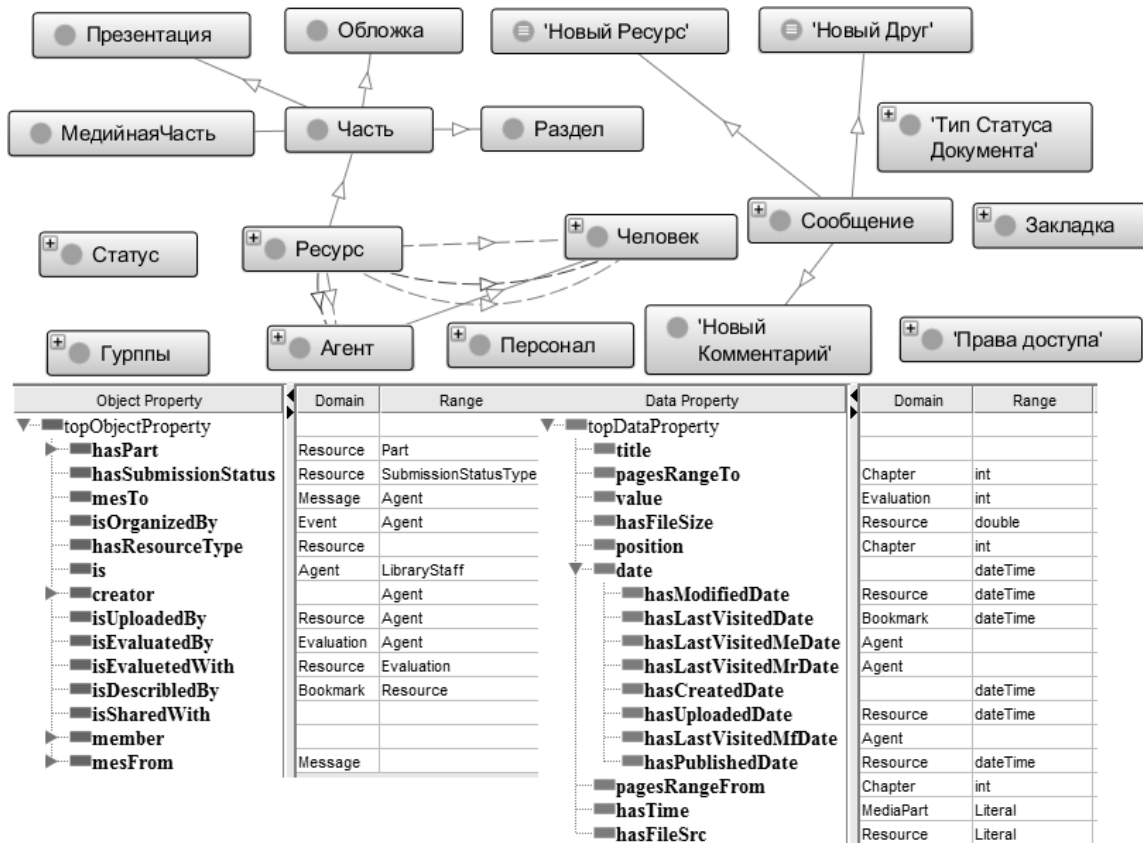 Презентация
Обложка
'Новый Ресурс'
'Новый Друг'
МедийнаяЧасть
Часть
Раздел
'Тип Статуса
Документа'
Статус
Ресурс
Человек
Сообщение
Закладка
Гурппы
Агент
Персонал
'Новый
Комментарий'
'Права доступа'
Object Property Domain Range
topObjectProperty
hasPart Resource Part
hasSubmissionStatus Resource SubmissionStatusType
mesTo Message Agent
isOrganizedBy Event Agent
hasResourceType Resource
is Agent LibraryStaff
creator Agent
isUploadedBy Resource Agent
isEvaluatedBy Evaluation Agent
isEvaluetedWith Resource Evaluation
isDescribledBy Bookmark Resource
isSharedWith
member
mesFrom Message
Data Property Domain Range
topDataProperty
title
pagesRangeTo Chapter int
value Evaluation int
hasFileSize Resource double
position Chapter int
date dateTime
hasModifiedDate Resource dateTime
hasLastVisitedDate Bookmark dateTime
hasLastVisitedMeDate Agent
hasLastVisitedMrDate Agent
hasCreatedDate dateTime
hasUploadedDate Resource dateTime
hasLastVisitedMfDate Agent
hasPublishedDate Resource dateTime
pagesRangeFrom Chapter int
hasTime MediaPart Literal
hasFileSrc Resource Literal